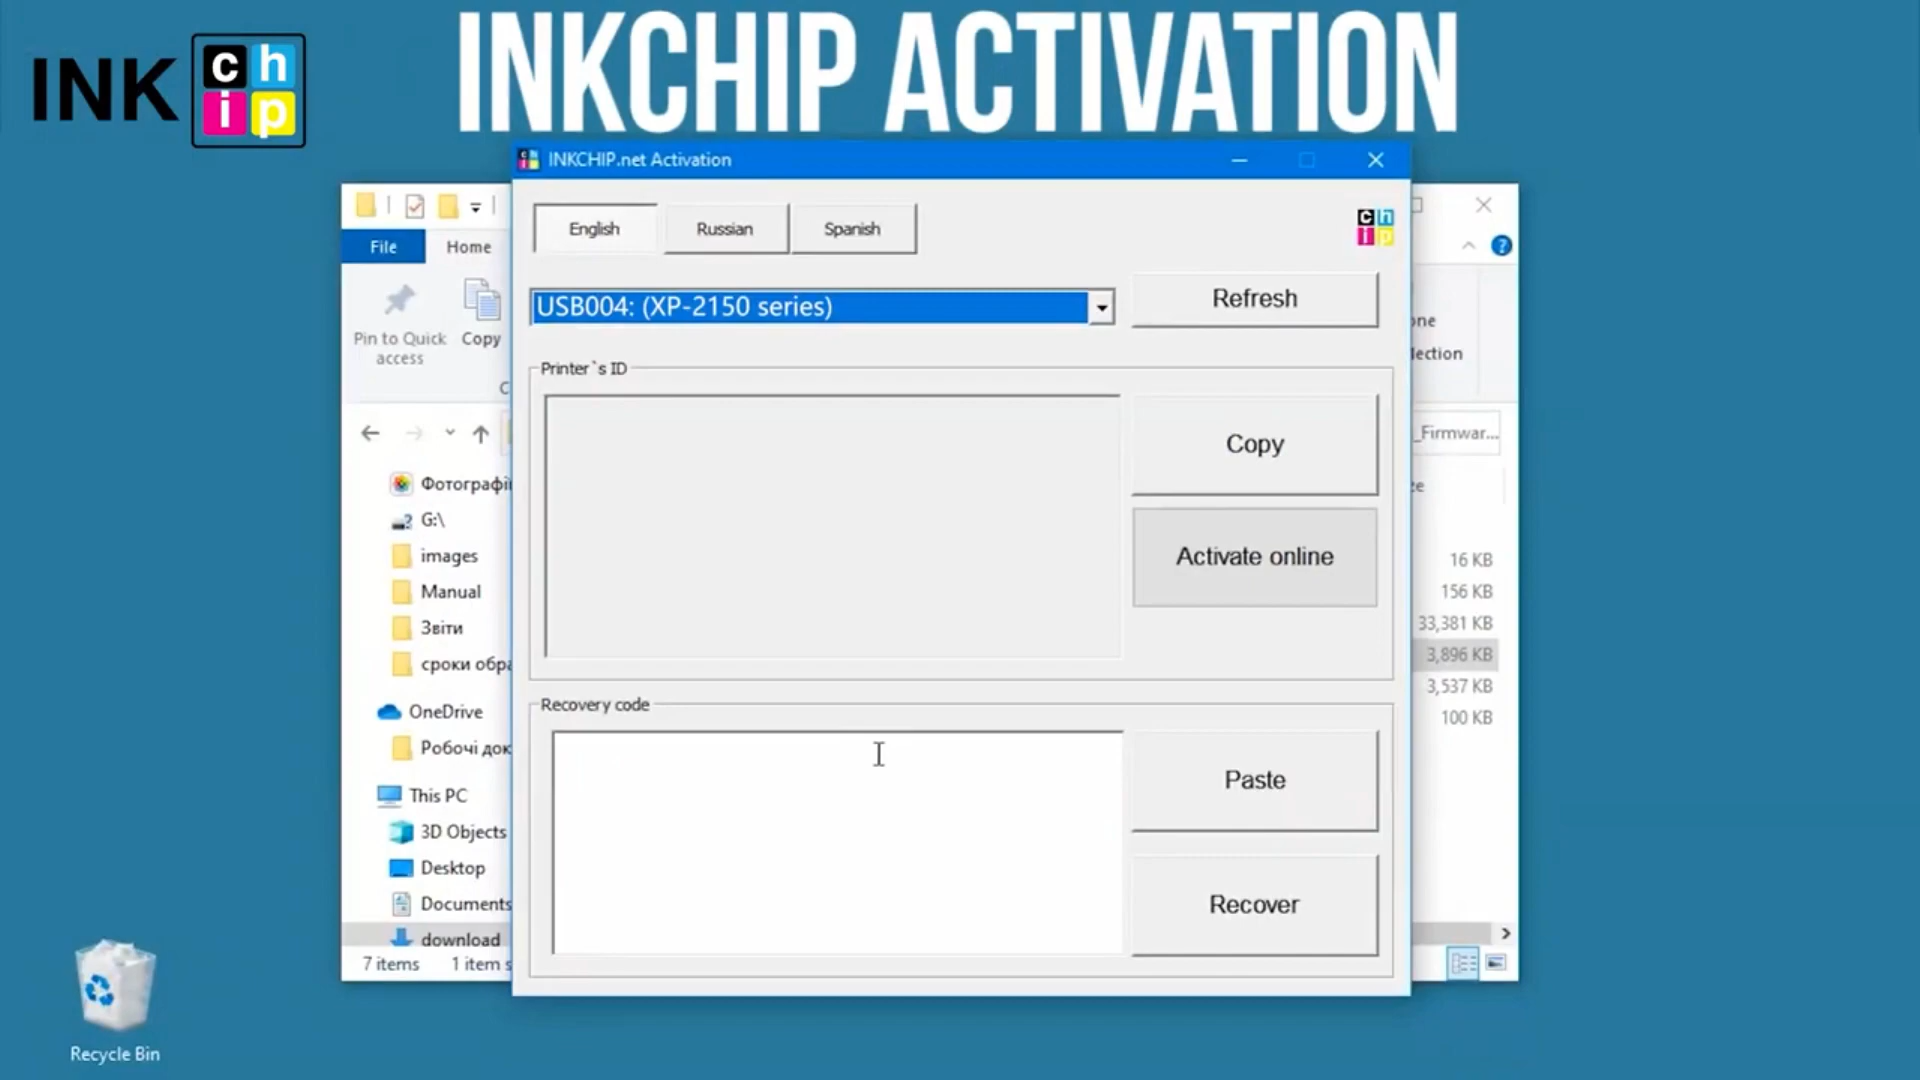 INK chip
INKCHIP ACTIVATION
INKCHIP.net Activation
English Russian Spanish
USB004: (XP-2150 series)
Refresh
Printer`s ID
Copy
Activate online
Recovery code
Paste
Recover
File Home
Pin to Quick access
Copy
Фотографі
G:\
images
Manual
Звіти
сроки обра
OneDrive
Робочі док
This PC
3D Objects
Desktop
Documents
download
7 items 1 item s
lection
_Firmwar...
16 KB
156 KB
33,381 KB
3,896 KB
3,537 KB
100 KB
Recycle Bin